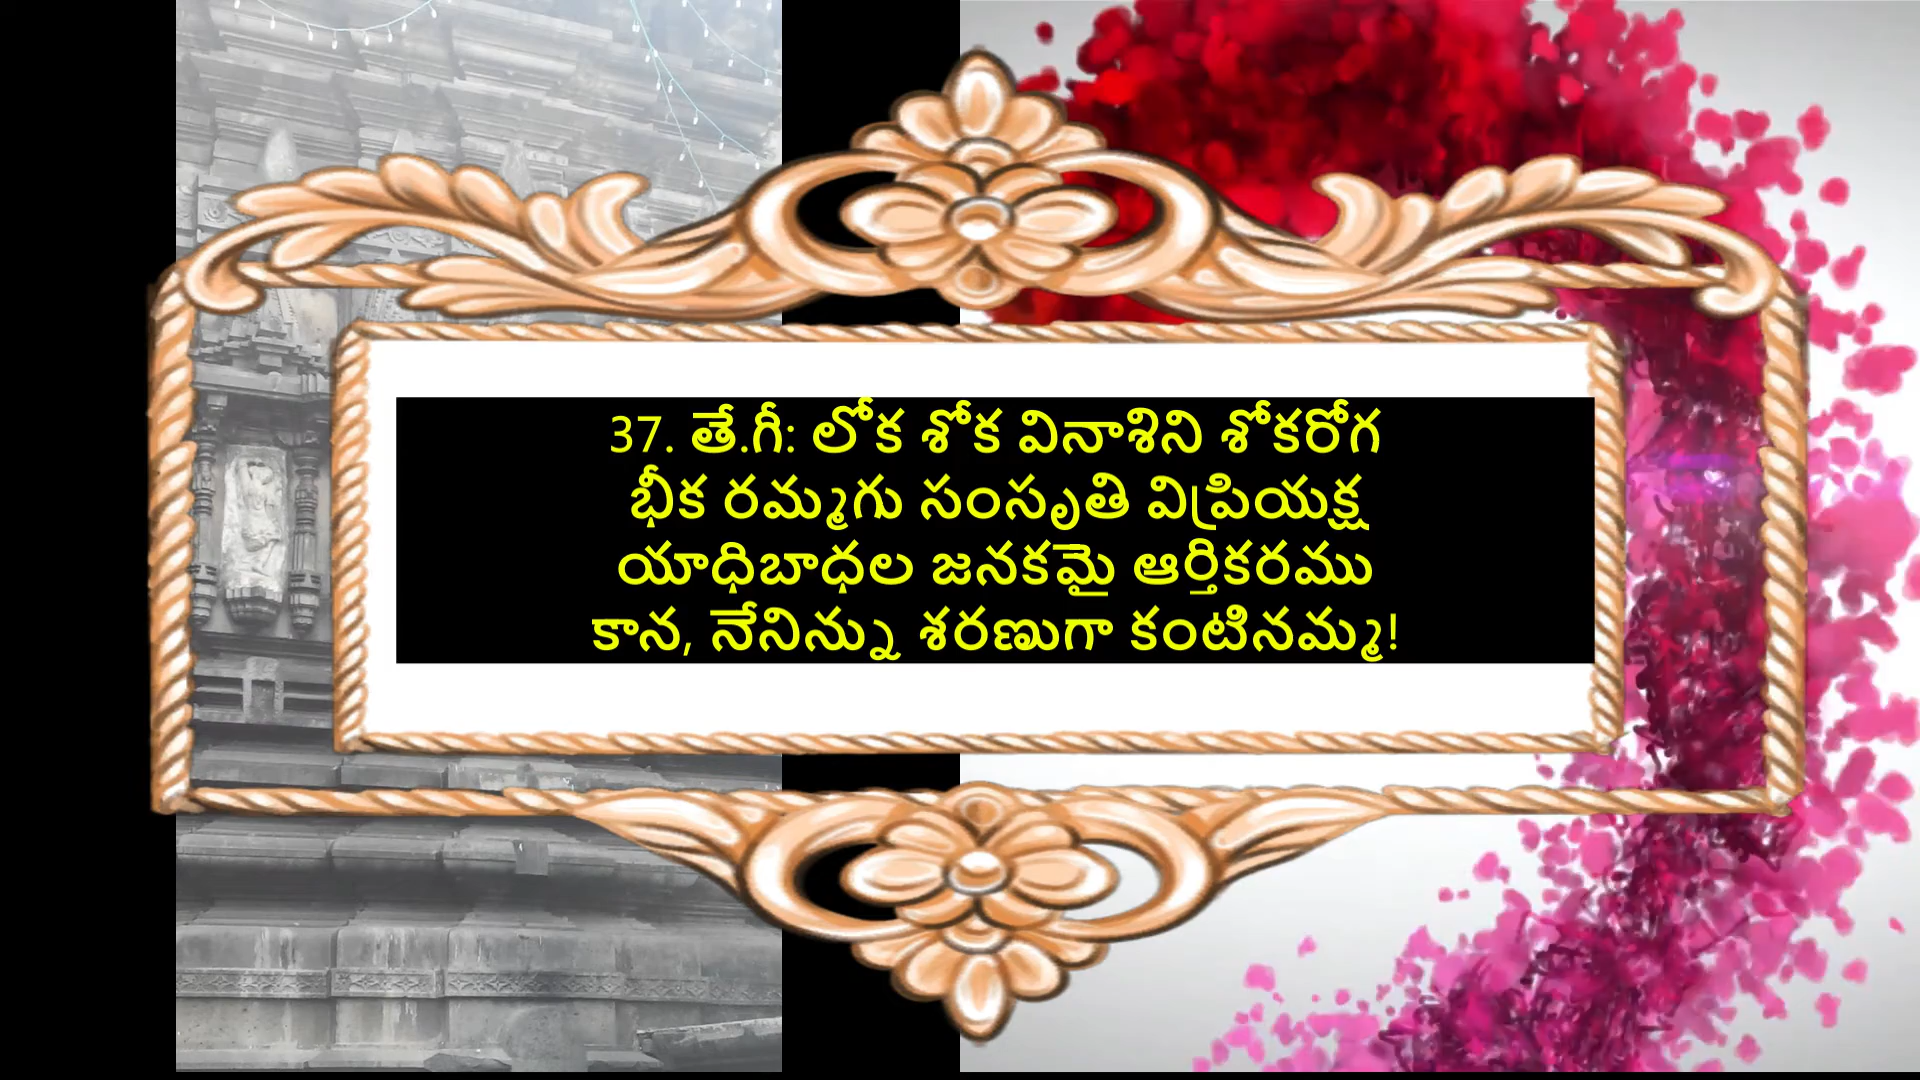 37. తే.గీ: లోక శోక వినాశిని శోకరోగ
భీక రమ్మగు సంసృతి విప్రియక్ష
యాధిబాధల జనకమై ఆర్తికరము
కాన, నేనిన్ను శరణుగా కంటినమ్మ!